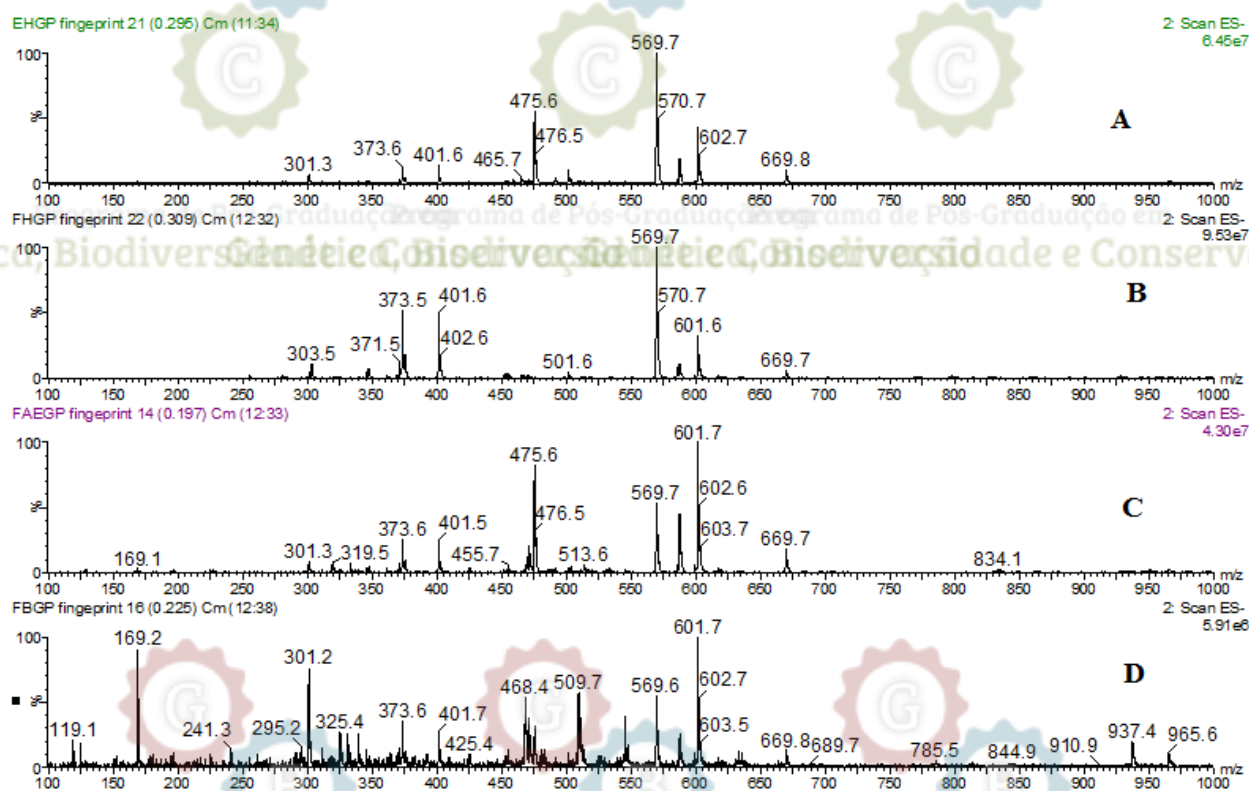 EHGP fingeprint 21 (0.295) Cm (11:34)
2: Scan ES-
6.45e7
100
%
0
301.3 373.6 401.6 465.7 475.6 476.5 569.7 570.7 602.7 669.8
A
100 150 200 250 300 350 400 450 500 550 600 650 700 750 800 850 900 950 1000 m/z
FHGP fingeprint 22 (0.309) Cm (12:32)
2: Scan ES-
9.53e7
100
%
0
303.5 371.5 373.5 401.6 402.6 501.6 569.7 570.7 601.6 669.7
B
100 150 200 250 300 350 400 450 500 550 600 650 700 750 800 850 900 950 1000 m/z
FAEGP fingeprint 14 (0.197) Cm (12:33)
2: Scan ES-
4.30e7
100
%
0
169.1 301.3 319.5 373.6 401.5 455.7 475.6 476.5 513.6 569.7 601.7 602.6 603.7 669.7 834.1
C
100 150 200 250 300 350 400 450 500 550 600 650 700 750 800 850 900 950 1000 m/z
FBGP fingeprint 16 (0.225) Cm (12:38)
2: Scan ES-
5.91e6
100
%
0
119.1 169.2 241.3 295.2 301.2 325.4 373.6 401.7 425.4 468.4 509.7 569.6 601.7 602.7 603.5 669.8 689.7 785.5 844.9 910.9 937.4 965.6
D
100 150 200 250 300 350 400 450 500 550 600 650 700 750 800 850 900 950 1000 m/z